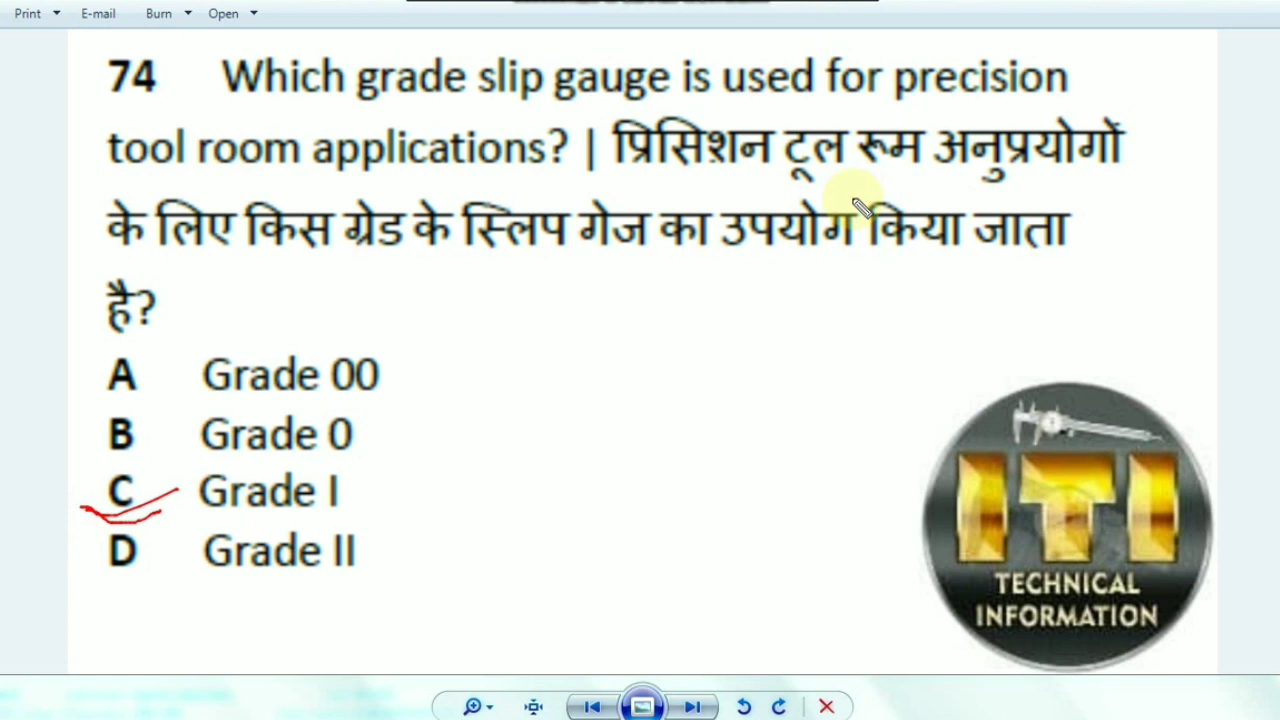 Print E-mail Burn Open
74 Which grade slip gauge is used for precision
tool room applications? | प्रिसिशन टूल रूम अनुप्रयोगों
के लिए किस ग्रेड के स्लिप गेज का उपयोग किया जाता
है?
A Grade 00
B Grade 0
C Grade I
D Grade II
ITI
TECHNICAL
INFORMATION